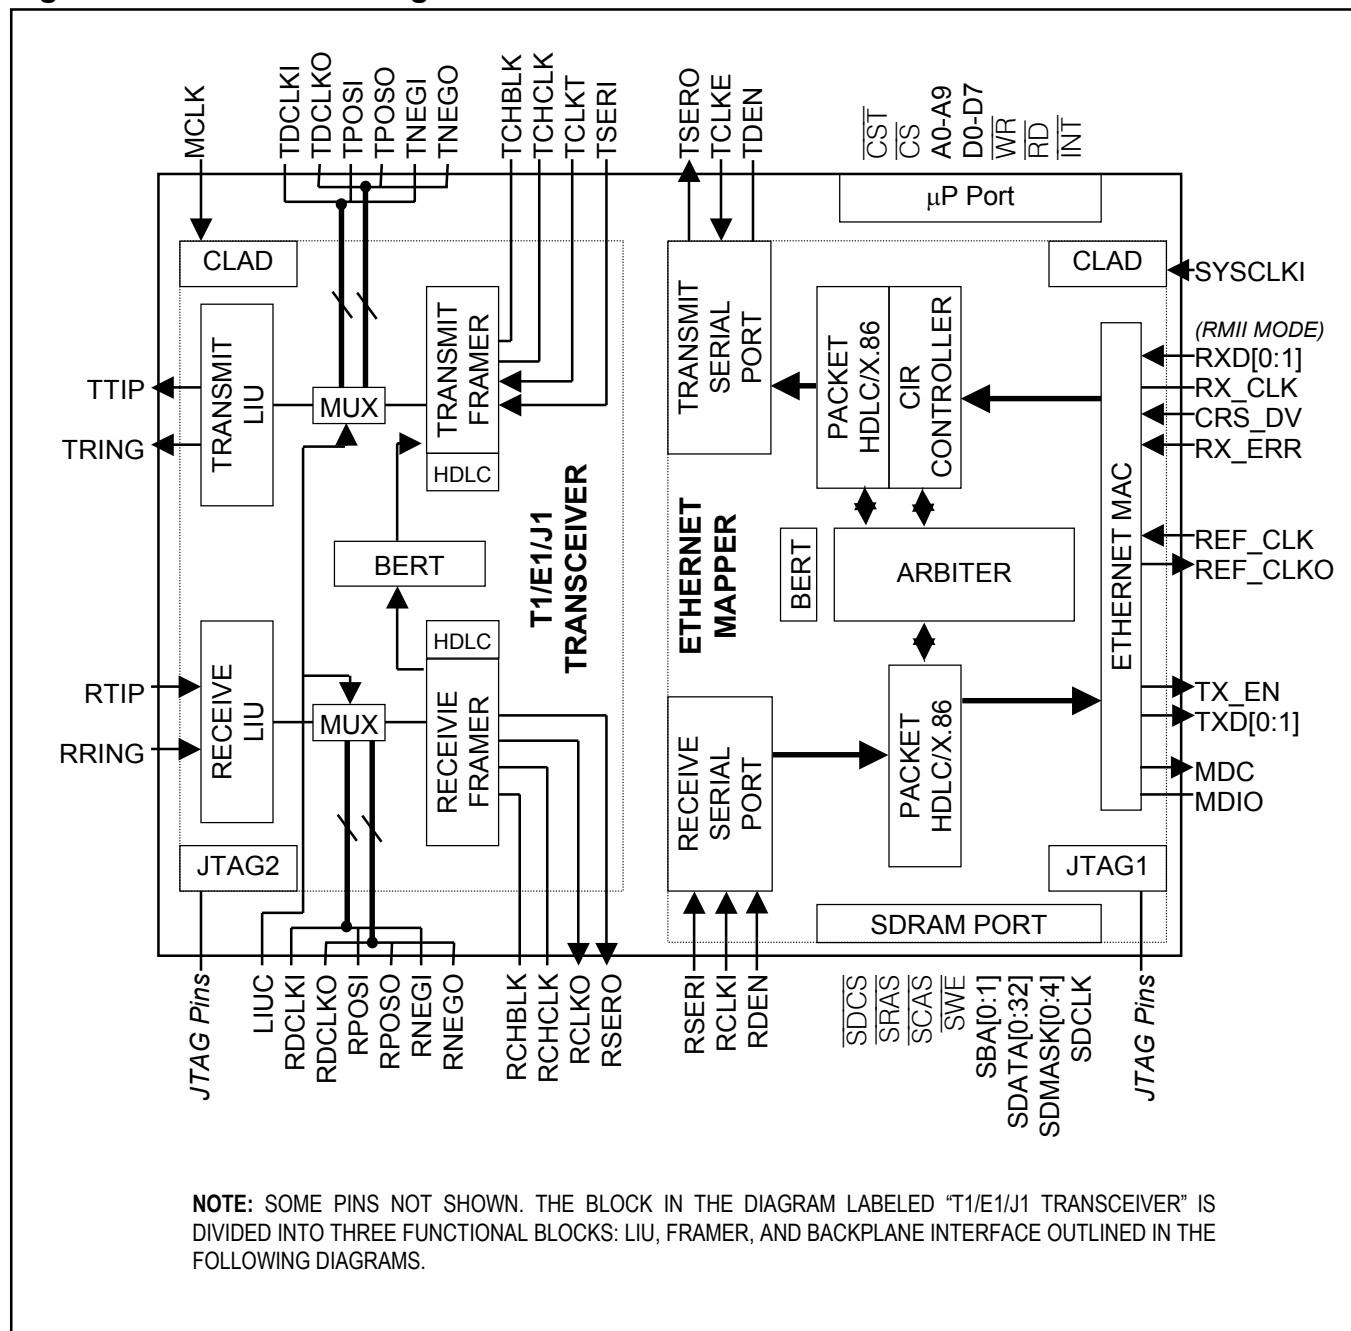 MCLK
TDCLKI
TDCLKO
TPOSI
TPOSO
TNEGI
TNEGO
TCHBLK
TCHCLK
TCLKT
TSERI
TSERO
TCLKE
TDEN
CST
CS
A0-A9
D0-D7
WR
RD
INT
µP Port
CLAD
CLAD
SYSCLKI
TRANSMIT
LIU
MUX
TRANSMIT
FRAMER
HDLC
TRANSMIT
SERIAL
PORT
PACKET
HDLC/X.86
CIR
CONTROLLER
(RMII MODE)
RXD[0:1]
RX_CLK
CRS_DV
RX_ERR
TTIP
TRING
T1/E1/J1
TRANSCEIVER
ETHERNET
MAPPER
BERT
BERT
ARBITER
ETHERNET MAC
REF_CLK
REF_CLKO
RTIP
RRING
RECEIVE
LIU
MUX
HDLC
RECEIVIE
FRAMER
RECEIVE
SERIAL
PORT
PACKET
HDLC/X.86
TX_EN
TXD[0:1]
MDC
MDIO
JTAG2
JTAG1
SDRAM PORT
JTAG Pins
LIUC
RDCLKI
RDCLKO
RPOSI
RPOSO
RNEGI
RNEGO
RCHBLK
RCHCLK
RCLKO
RSERO
RSERI
RCLKI
RDEN
SDCS
SRAS
SCAS
SWE
SBA[0:1]
SDATA[0:32]
SDMASK[0:4]
SDCLK
JTAG Pins
NOTE: SOME PINS NOT SHOWN. THE BLOCK IN THE DIAGRAM LABELED “T1/E1/J1 TRANSCEIVER” IS
DIVIDED INTO THREE FUNCTIONAL BLOCKS: LIU, FRAMER, AND BACKPLANE INTERFACE OUTLINED IN THE
FOLLOWING DIAGRAMS.